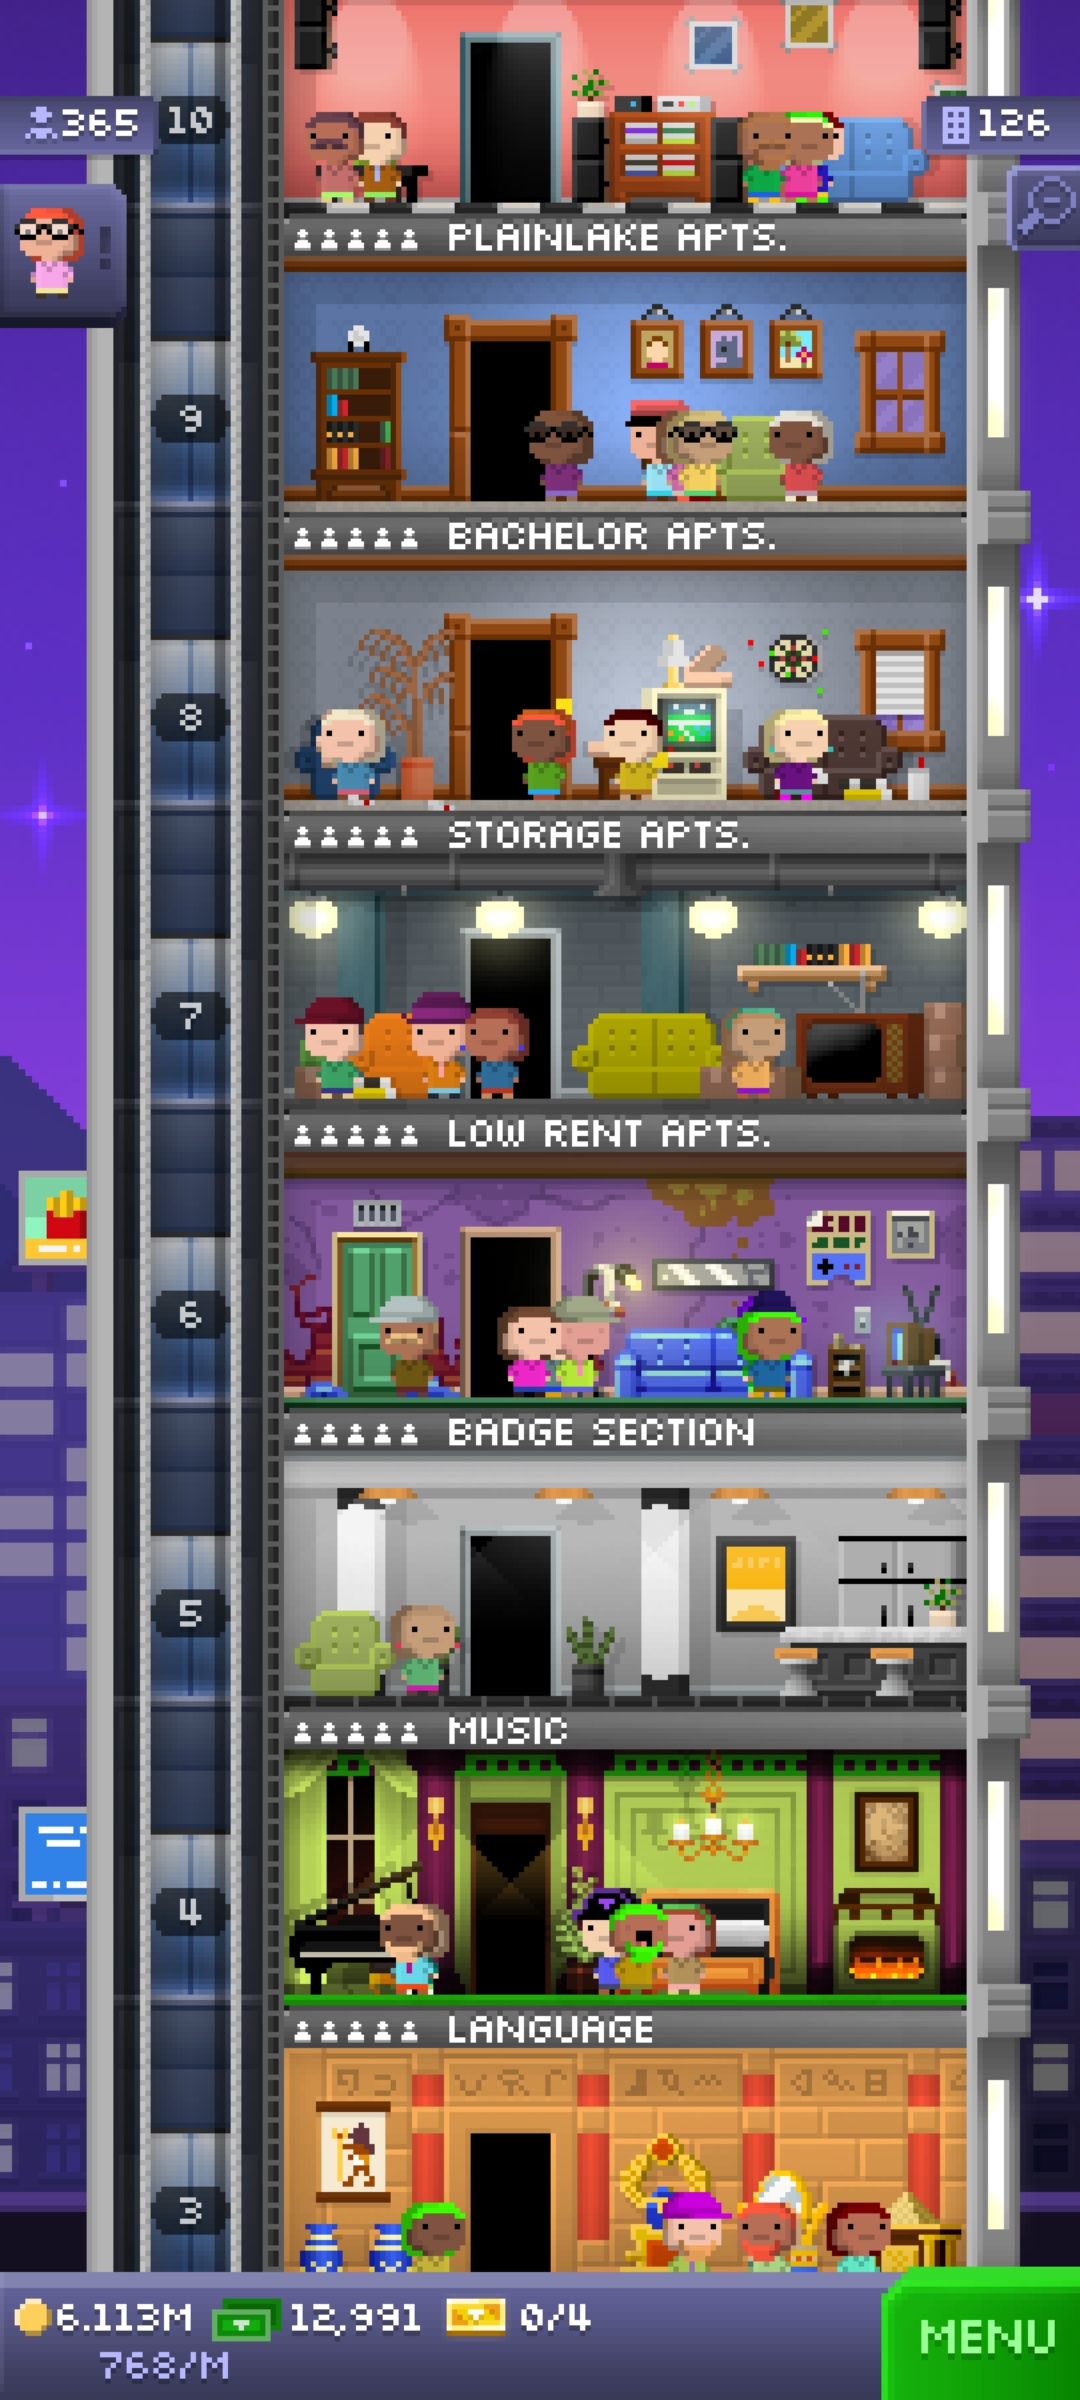 365
10
126
PLAINLAKE APTS.
9
BACHELOR APTS.
8
STORAGE APTS.
7
LOW RENT APTS.
6
BADGE SECTION
5
MUSIC
4
LANGUAGE
3
6.113M 12,991 0/4
768/M
MENU